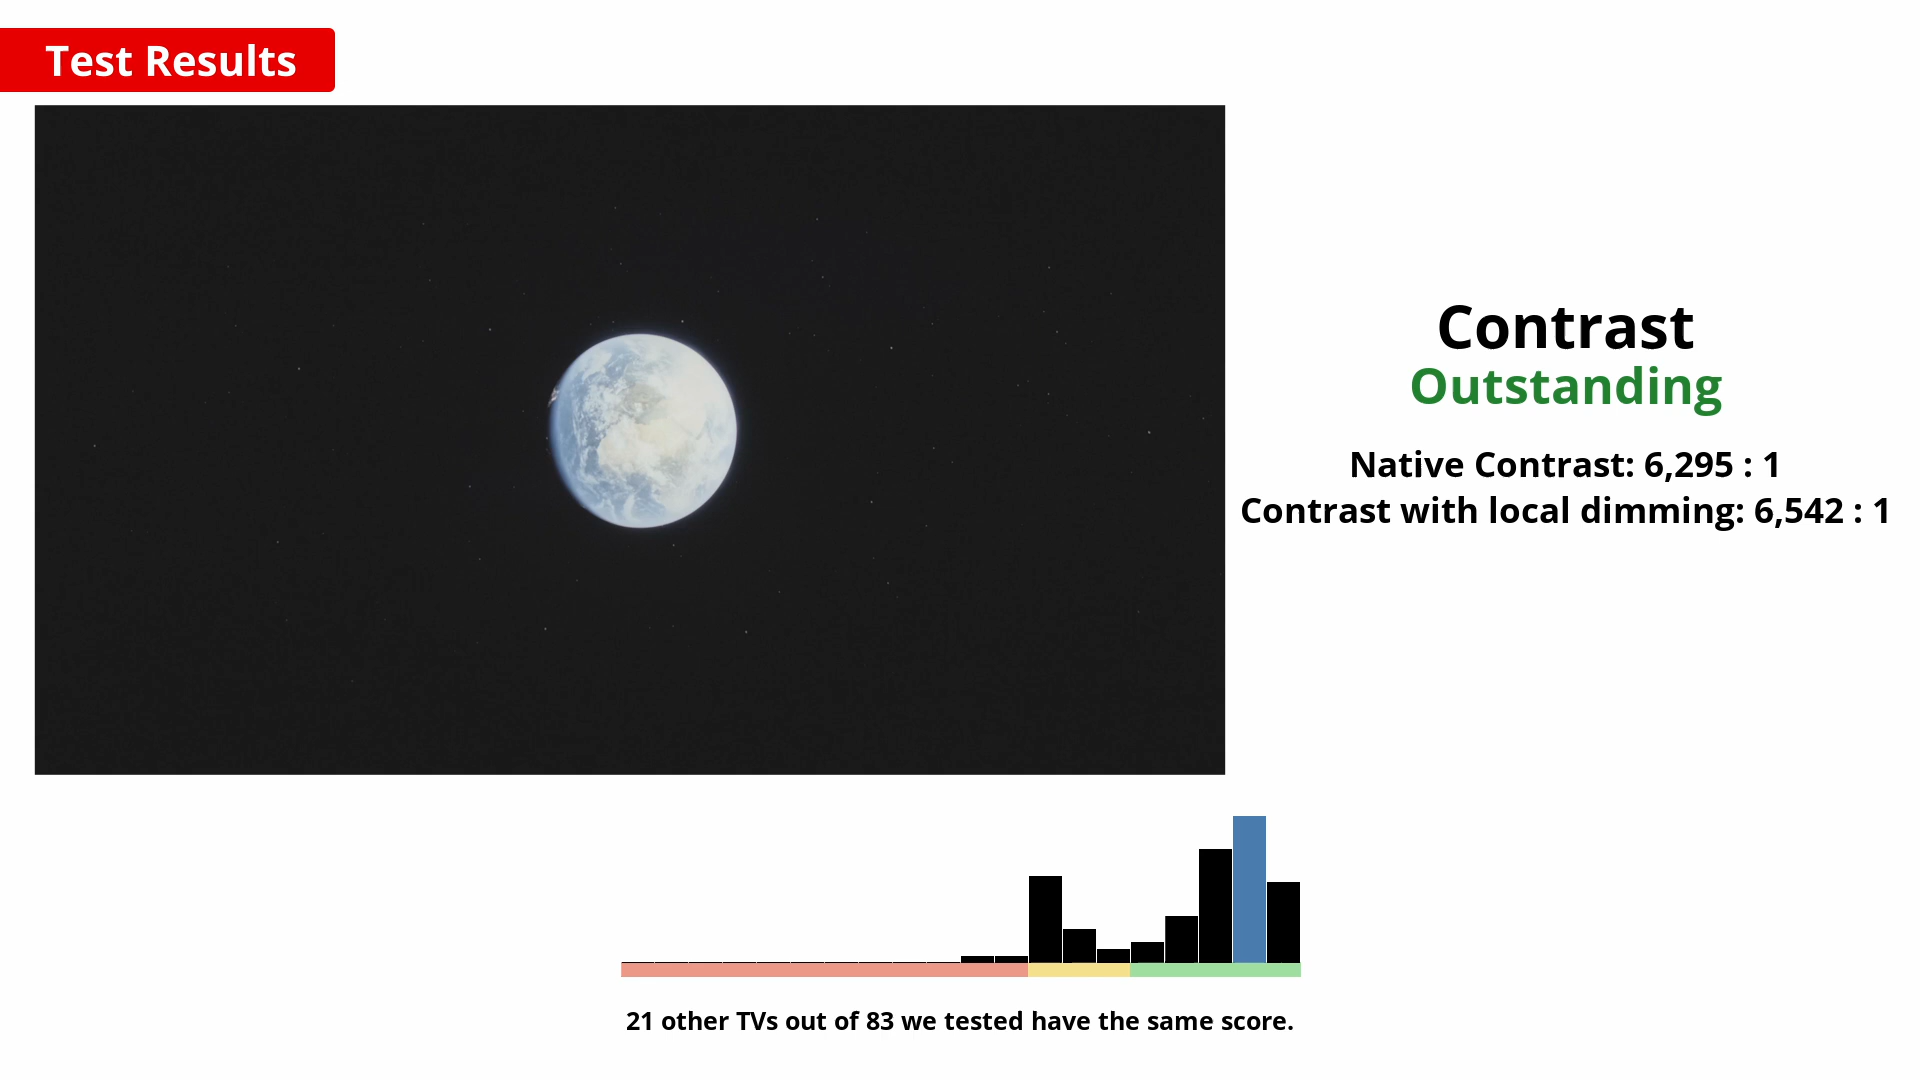 Test Results
Contrast
Outstanding
Native Contrast: 6,295 : 1
Contrast with local dimming: 6,542 : 1
21 other TVs out of 83 we tested have the same score.